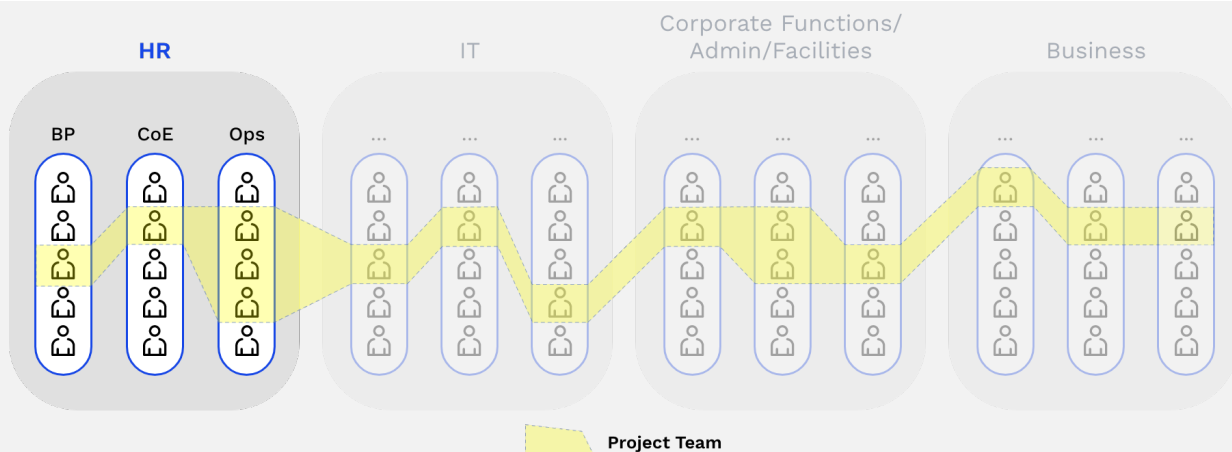 Corporate Functions/
HR
IT
Admin/Facilities
Business
BP
CoE
Ops
...
...
...
...
...
...
...
...
...
Project Team